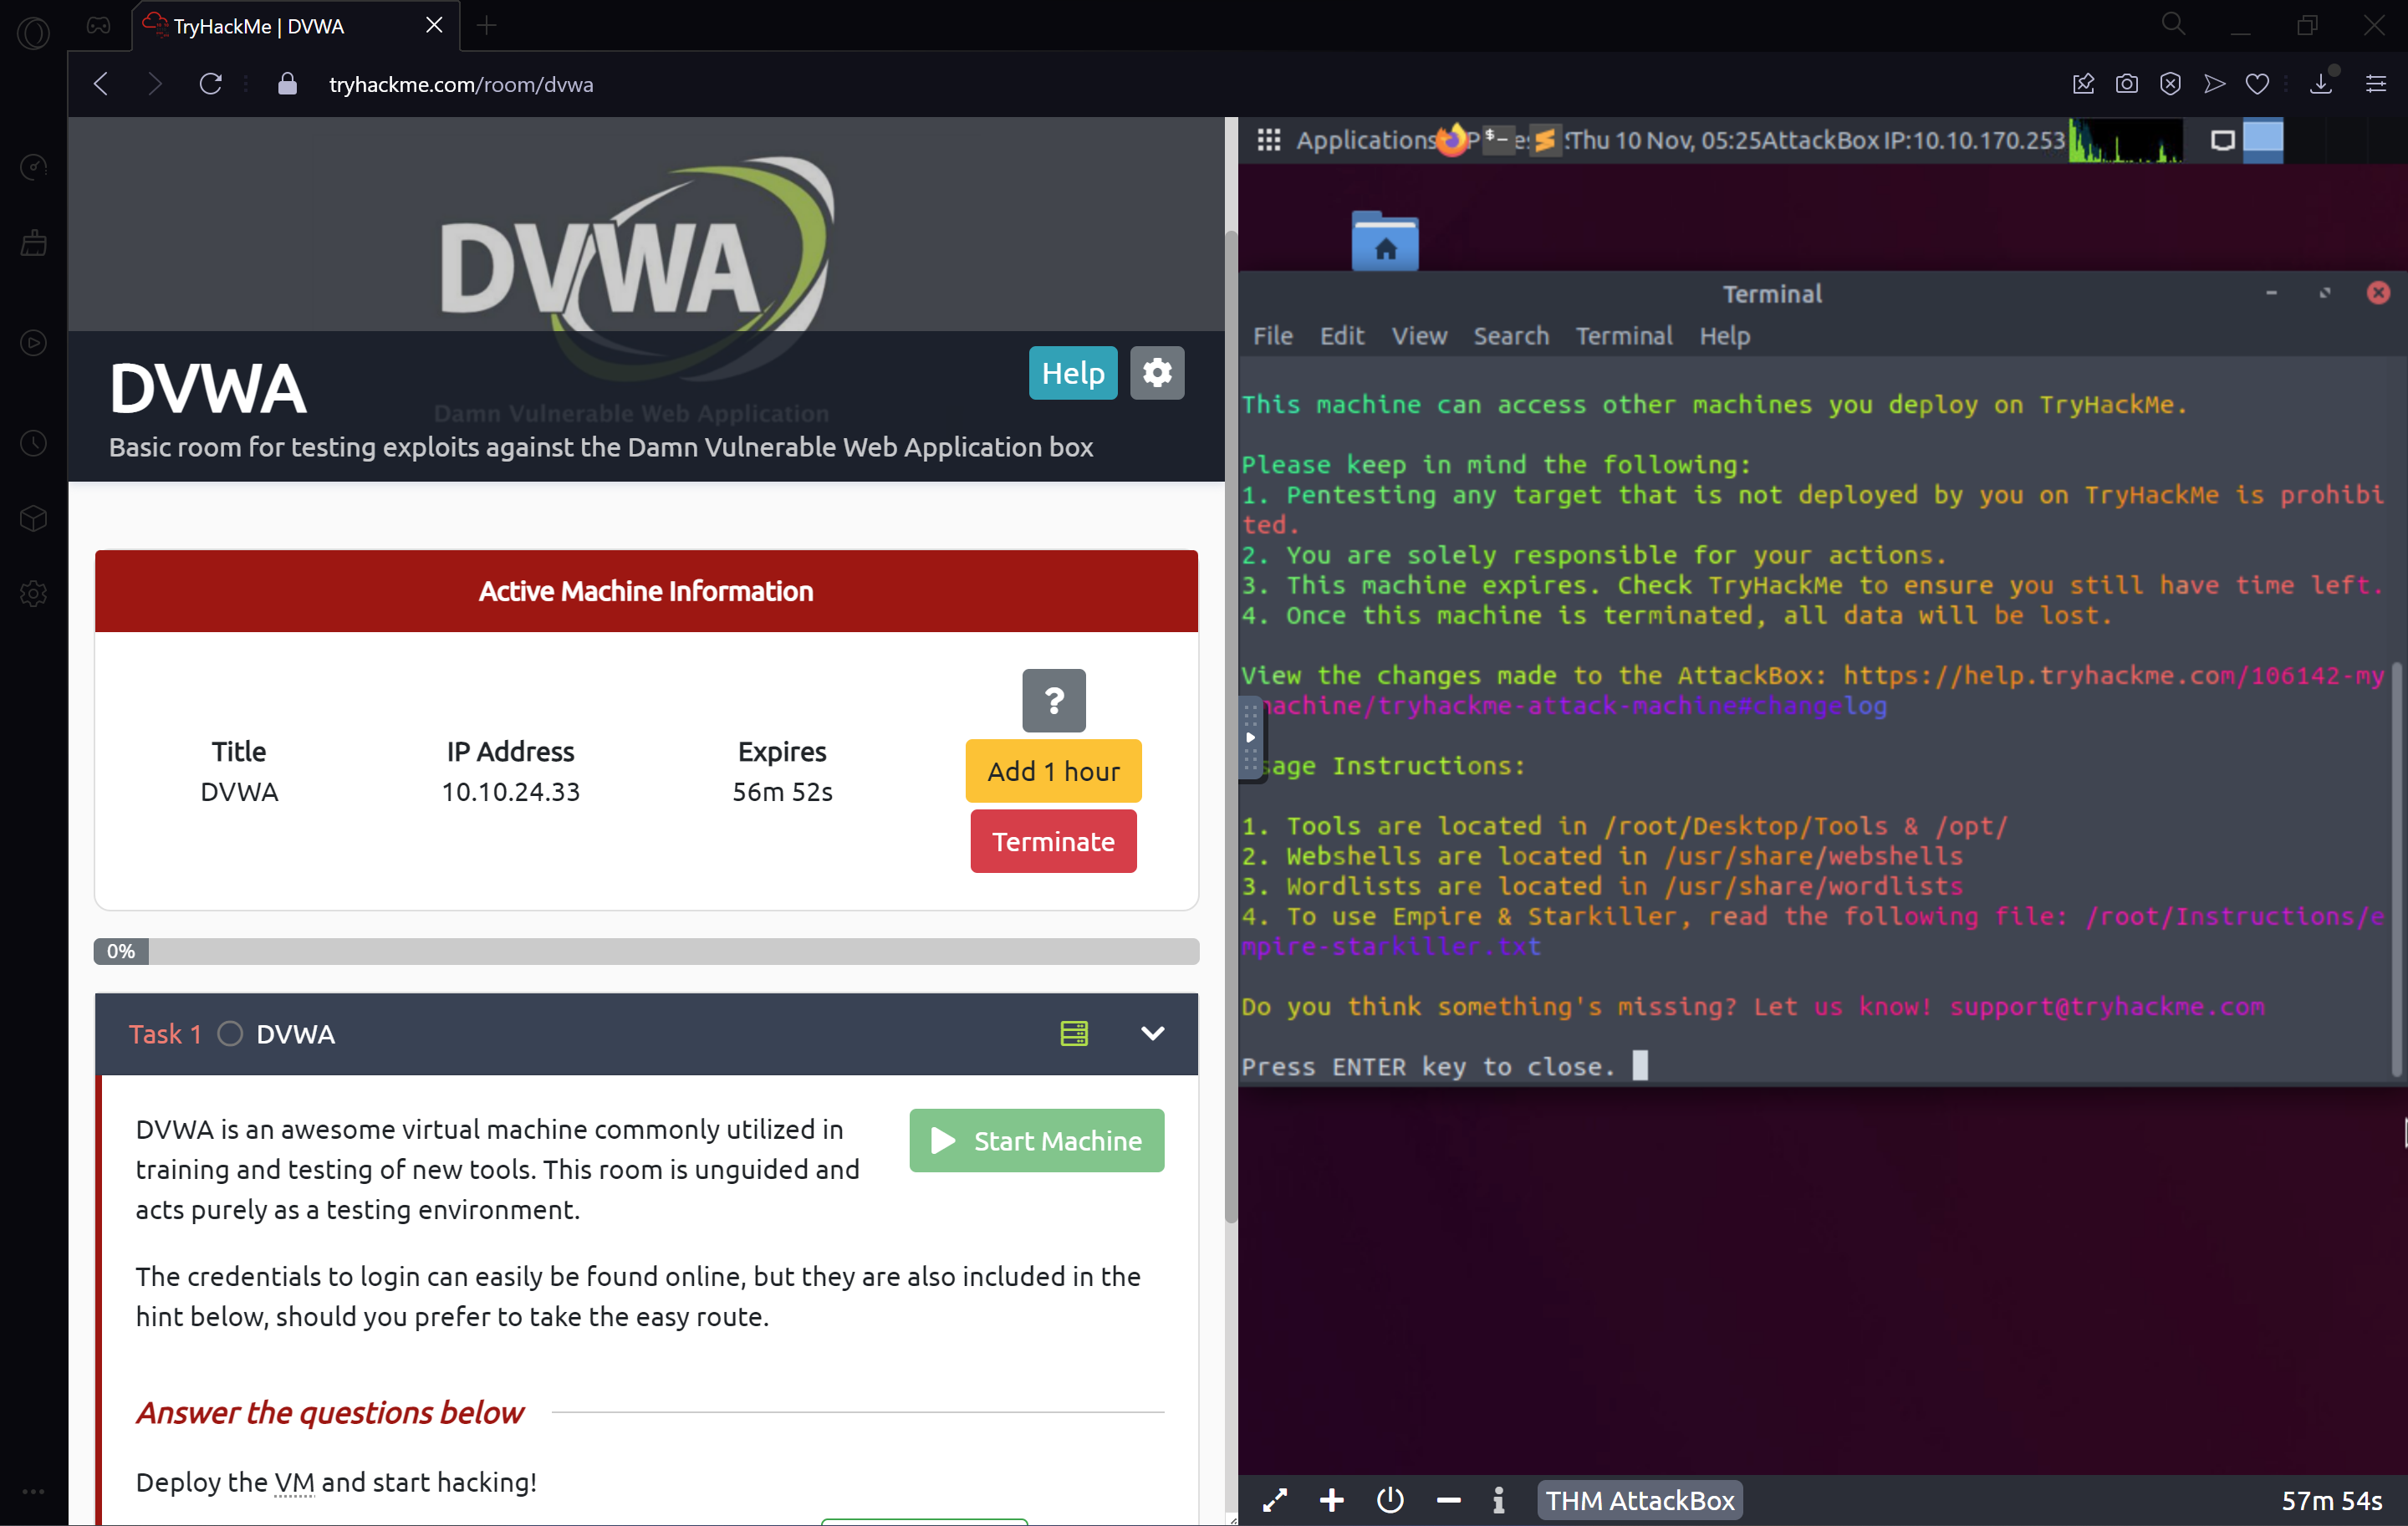 TryHackMe | DVWA
tryhackme.com/room/dvwa
DVWA
Damn Vulnerable Web Application
DVWA
Help
Basic room for testing exploits against the Damn Vulnerable Web Application box
Active Machine Information
?
Title
IP Address
Expires
DVWA
10.10.24.33
56m 52s
Add 1 hour
Terminate
0%
Task 1
DVWA
DVWA is an awesome virtual machine commonly utilized in
training and testing of new tools. This room is unguided and
acts purely as a testing environment.
Start Machine
The credentials to login can easily be found online, but they are also included in the
hint below, should you prefer to take the easy route.
Answer the questions below
Deploy the VM and start hacking!
Applications
Thu 10 Nov, 05:25
AttackBox IP:10.10.170.253
Terminal
File Edit View Search Terminal Help
This machine can access other machines you deploy on TryHackMe.
Please keep in mind the following:
1. Pentesting any target that is not deployed by you on TryHackMe is prohibi
ted.
2. You are solely responsible for your actions.
3. This machine expires. Check TryHackMe to ensure you still have time left.
4. Once this machine is terminated, all data will be lost.
View the changes made to the AttackBox: https://help.tryhackme.com/106142-my
machine/tryhackme-attack-machine#changelog
sage Instructions:
1. Tools are located in /root/Desktop/Tools & /opt/
2. Webshells are located in /usr/share/webshells
3. Wordlists are located in /usr/share/wordlists
4. To use Empire & Starkiller, read the following file: /root/Instructions/e
mpire-starkiller.txt
Do you think something's missing? Let us know! support@tryhackme.com
Press ENTER key to close.
THM AttackBox
57m 54s